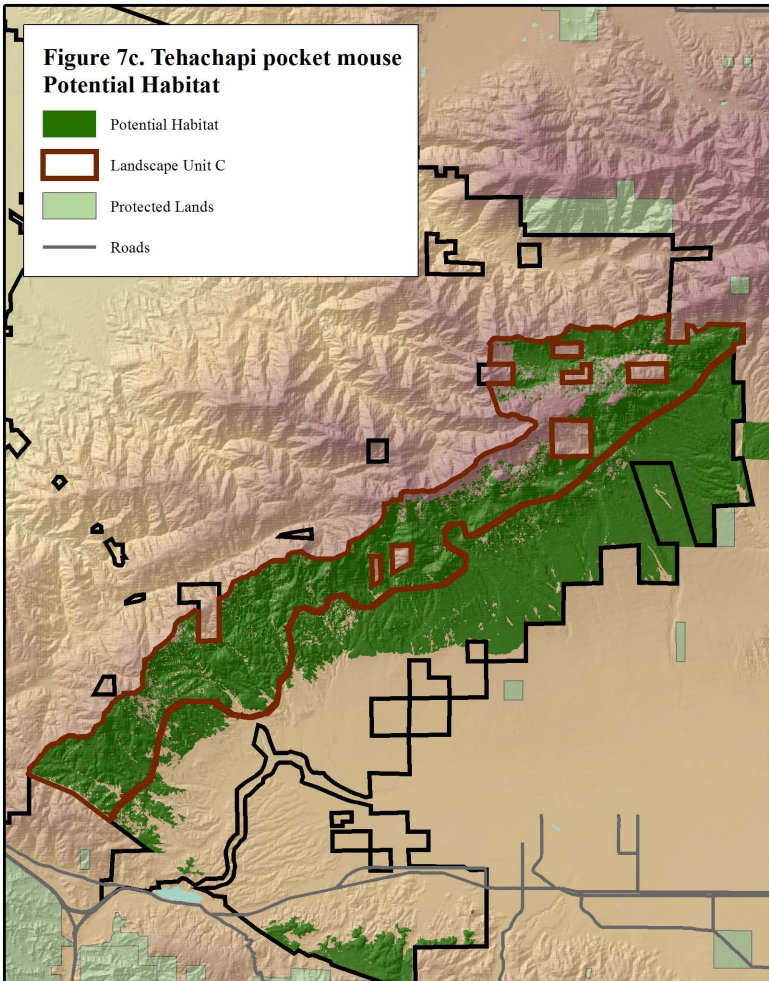 Figure 7c. Tehachapi pocket mouse
Potential Habitat
Potential Habitat
Landscape Unit C
Protected Lands
Roads